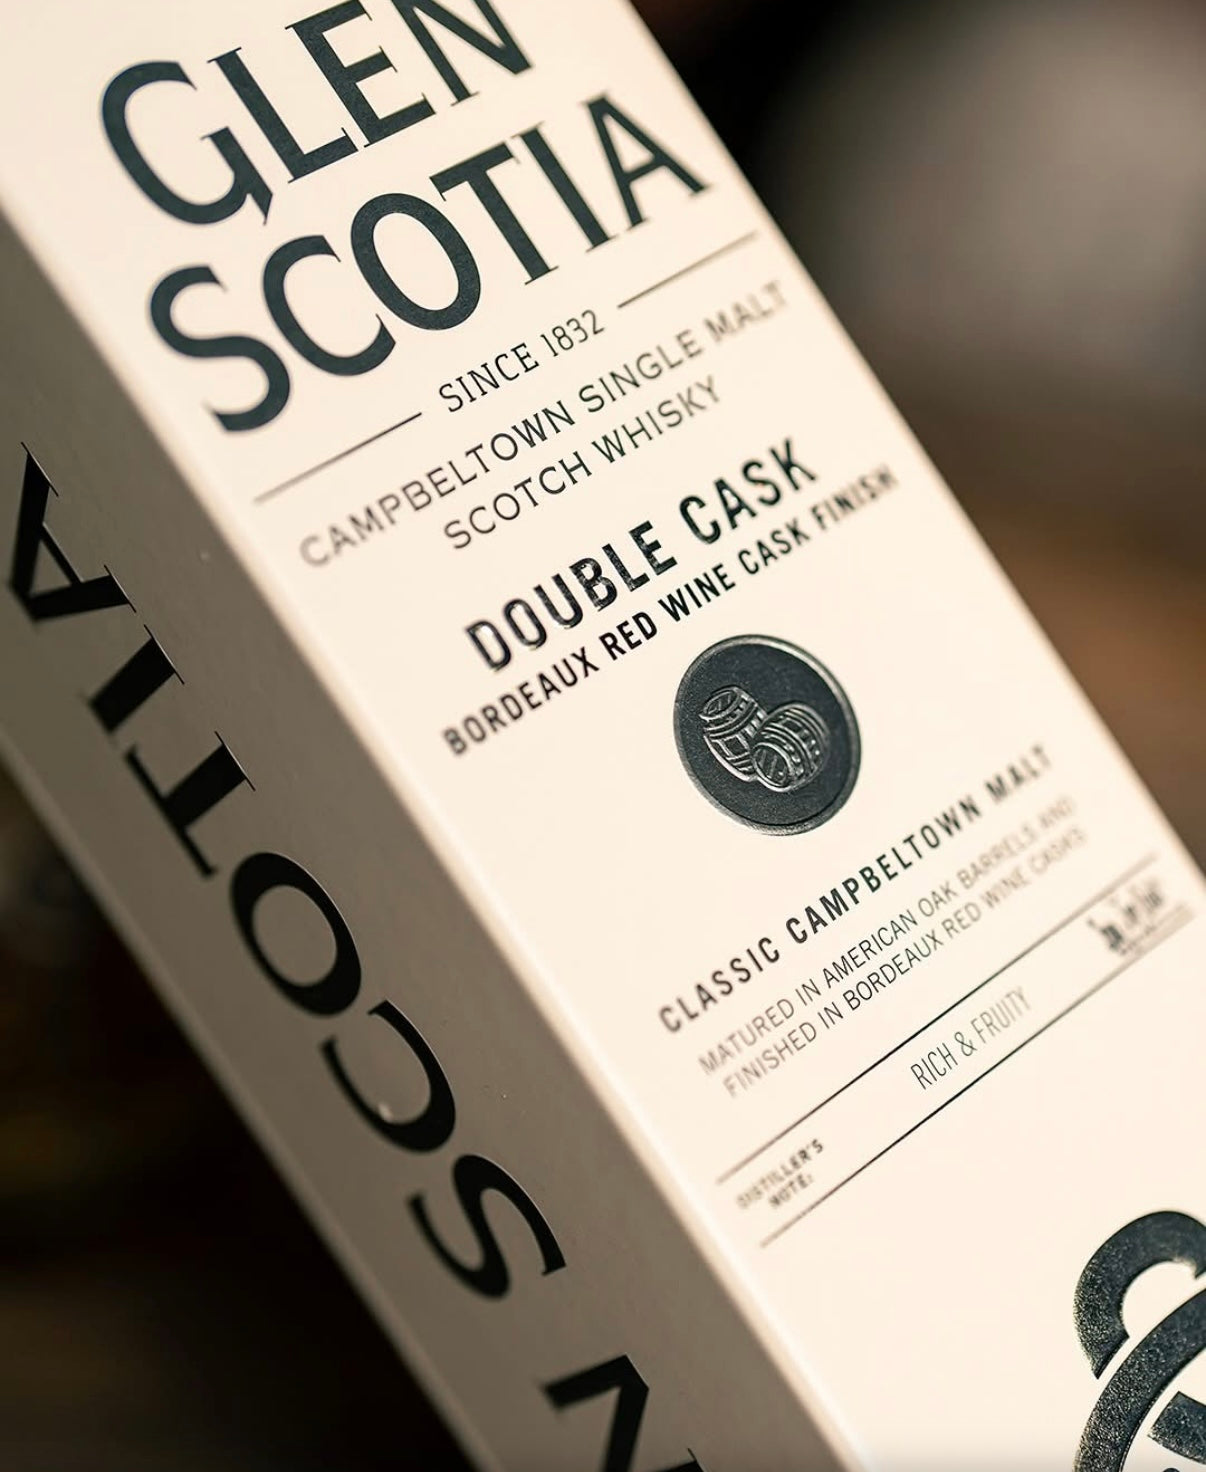 GLEN
SCOTIA
SINCE 1832
CAMPBELTOWN SINGLE MALT
SCOTCH WHISKY
DOUBLE CASK
BORDEAUX RED WINE CASK FINISH
CLASSIC CAMPBELTOWN MALT
MATURED IN AMERICAN OAK BARRELS AND
FINISHED IN BORDEAUX RED WINE CASKS
DISTILLER'S
NOTE:
RICH & FRUITY
SCOTIA